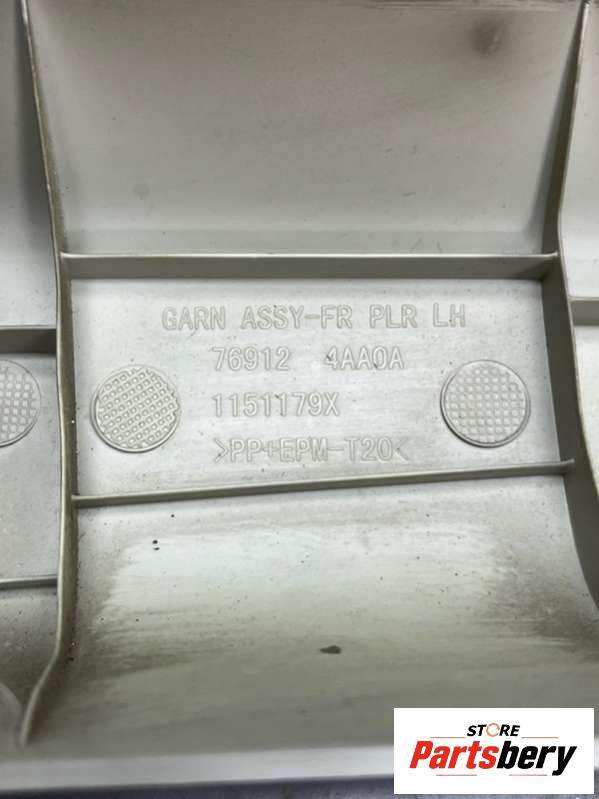 GARN ASSY-FR PLR LH
76912 4AA0A
1151179X
>PP+EPM-T20<
STORE
Partsbery